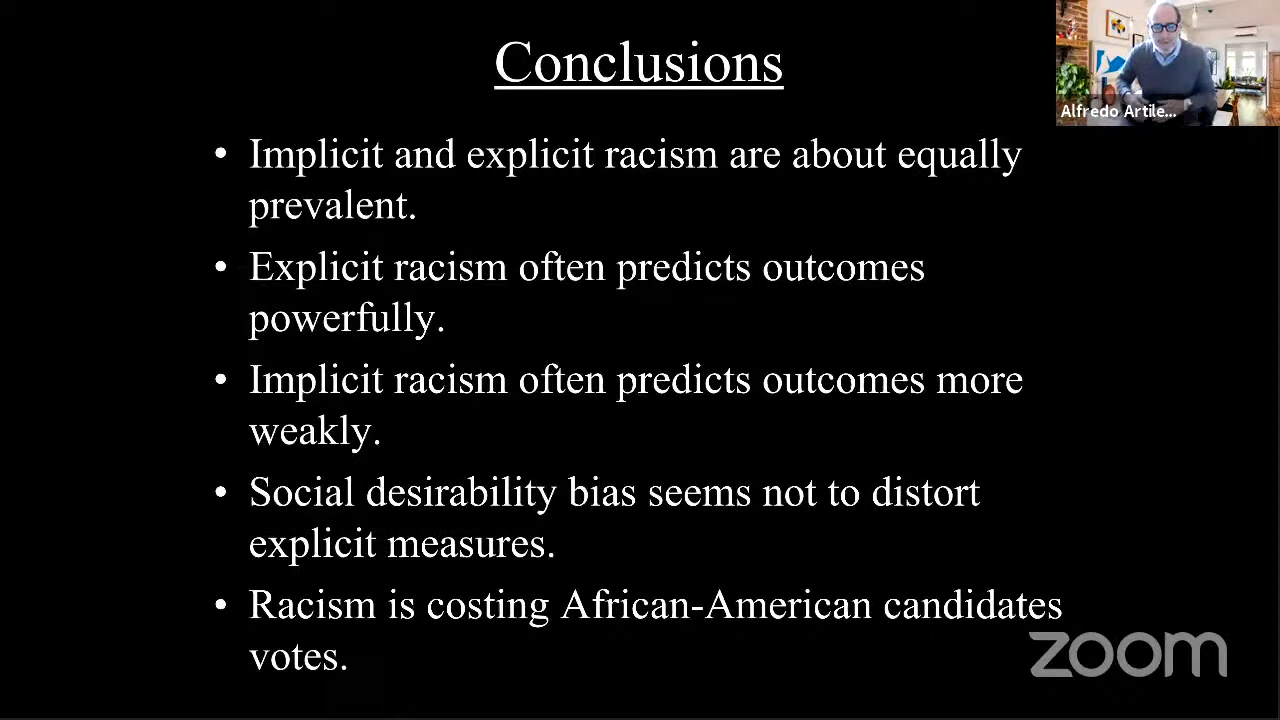 Conclusions
Alfredo Artile...
• Implicit and explicit racism are about equally
prevalent.
• Explicit racism often predicts outcomes
powerfully.
• Implicit racism often predicts outcomes more
weakly.
• Social desirability bias seems not to distort
explicit measures.
• Racism is costing African-American candidates
votes.
zoom